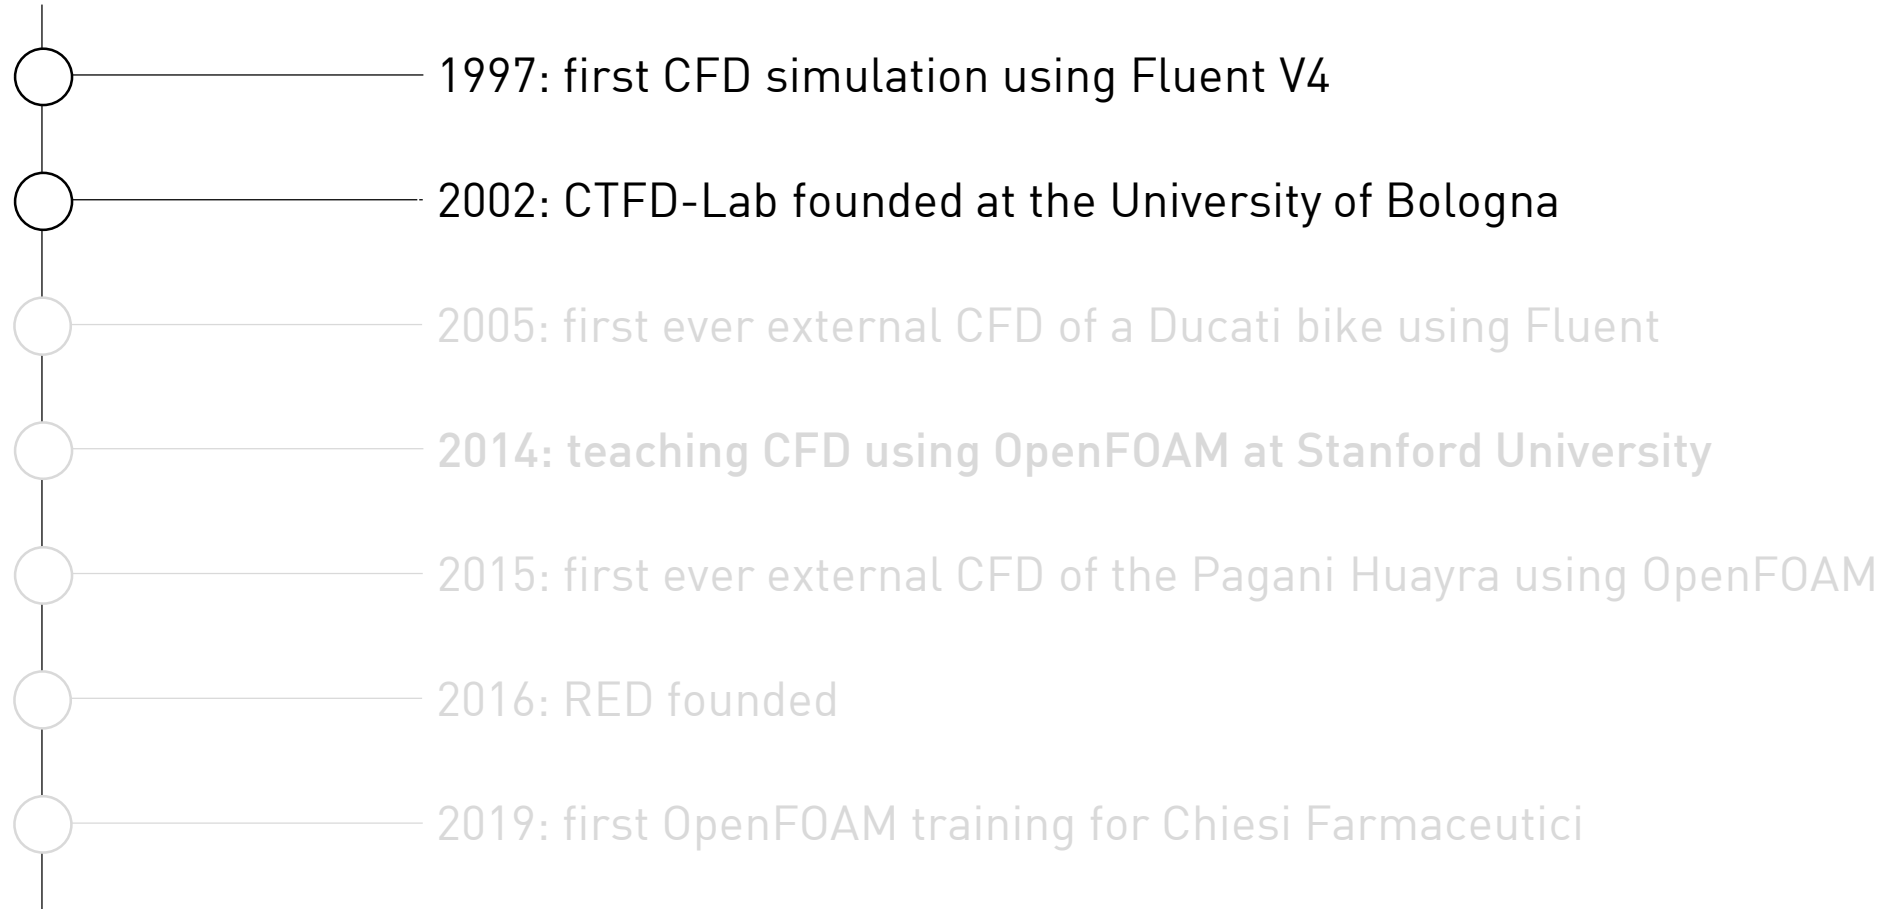 1997: first CFD simulation using Fluent V4
2002: CTFD-Lab founded at the University of Bologna
2005: first ever external CFD of a Ducati bike using Fluent
2014: teaching CFD using OpenFOAM at Stanford University
2015: first ever external CFD of the Pagani Huayra using OpenFOAM
2016: RED founded
2019: first OpenFOAM training for Chiesi Farmaceutici